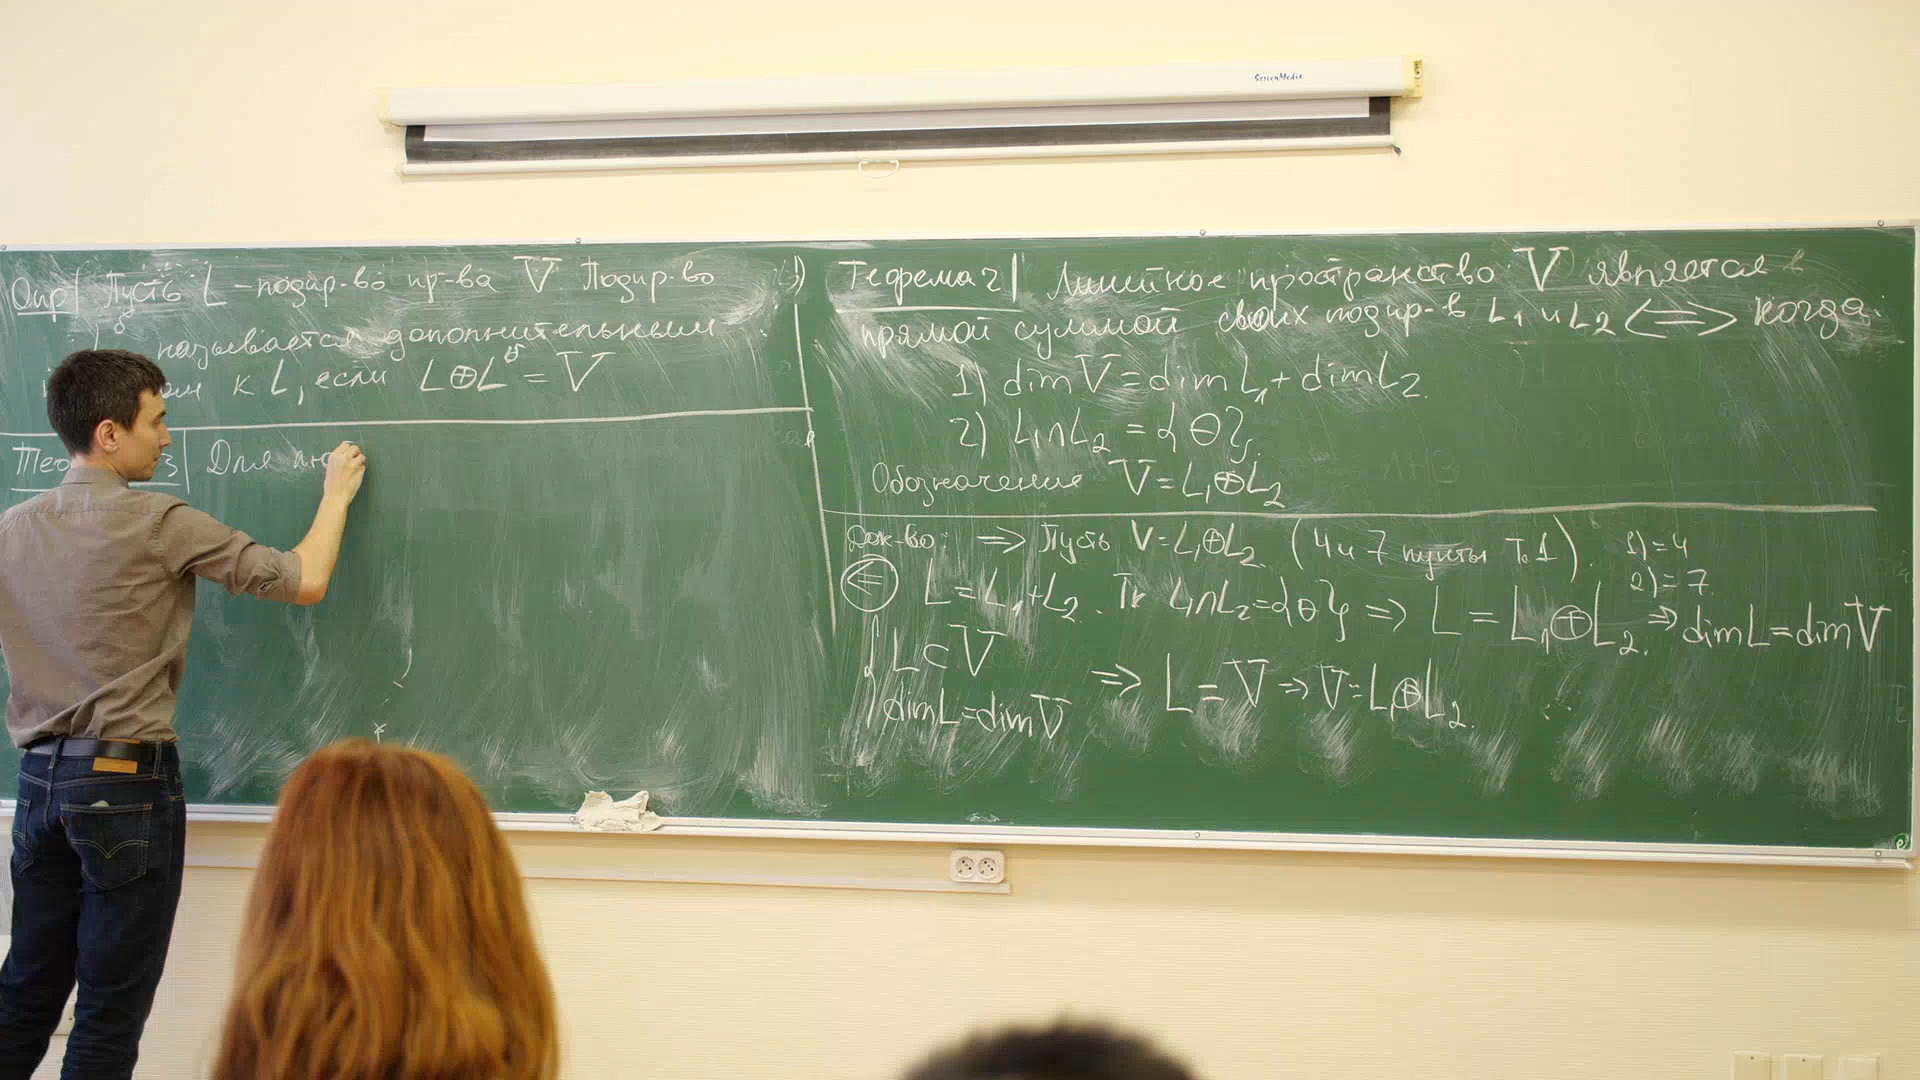 ScreenMedia
Опр| Пусть L – подпр-во пр-ва V. Подпр-во
называется дополнительным
к L, если L⊕L = V
3| Для лю
Теорема 2| Линейное пространство V является
прямой суммой своих подпр-в L₁ и L₂ ⟺ когда:
1) dim V = dim L₁ + dim L₂.
2) L₁∩L₂ = {θ}.
Обозначение V = L₁⊕L₂
Док-во: ⇒ Пусть V = L₁⊕L₂. (4 и 7 пункты Т. 1). 1) = 4
2) = 7.
⇐ L = L₁+L₂. Тк L₁∩L₂={θ} ⇒ L = L₁⊕L₂. ⇒ dim L = dim V
{ L⊂V
dim L = dim V ⇒ L = V ⇒ V = L₁⊕L₂.